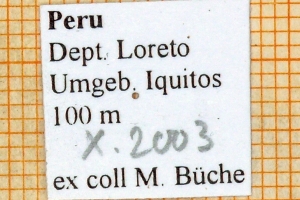 Peru
Dept. Loreto
Umgeb. Iquitos
100 m
X. 2003
ex coll M. Büche